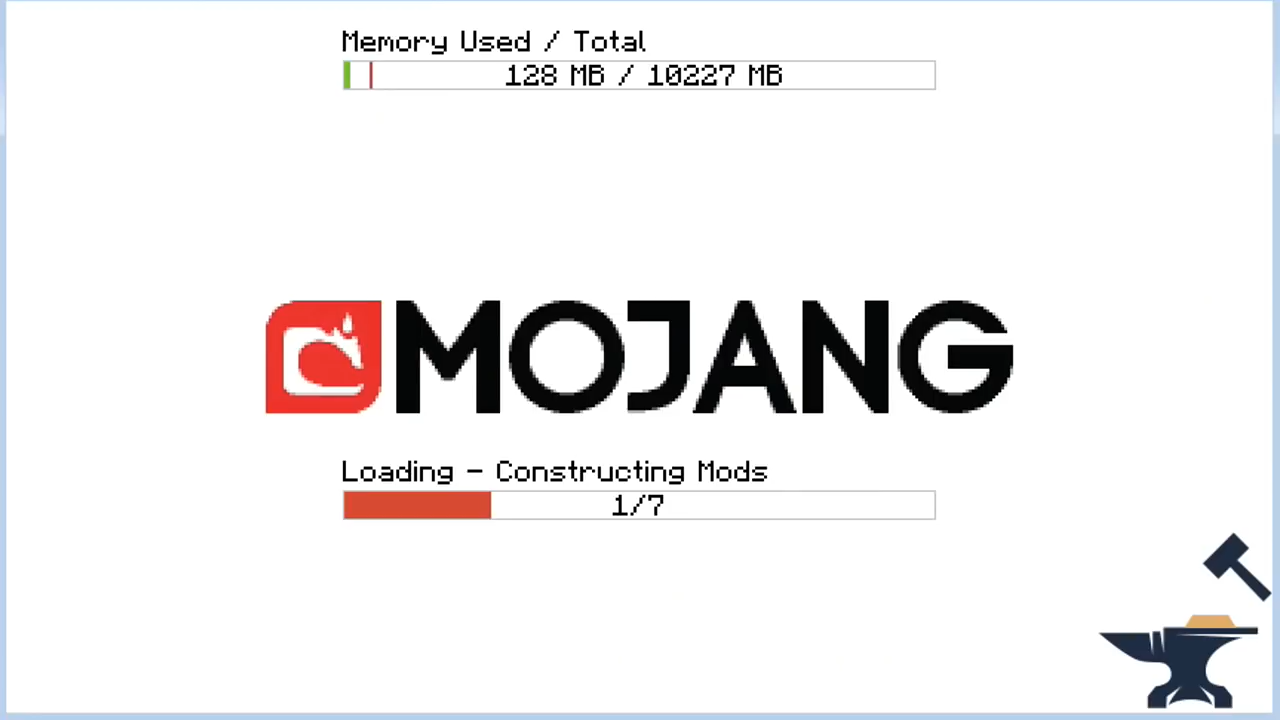 Memory Used / Total
128 MB / 10227 MB
MOJANG
Loading - Constructing Mods
1/7